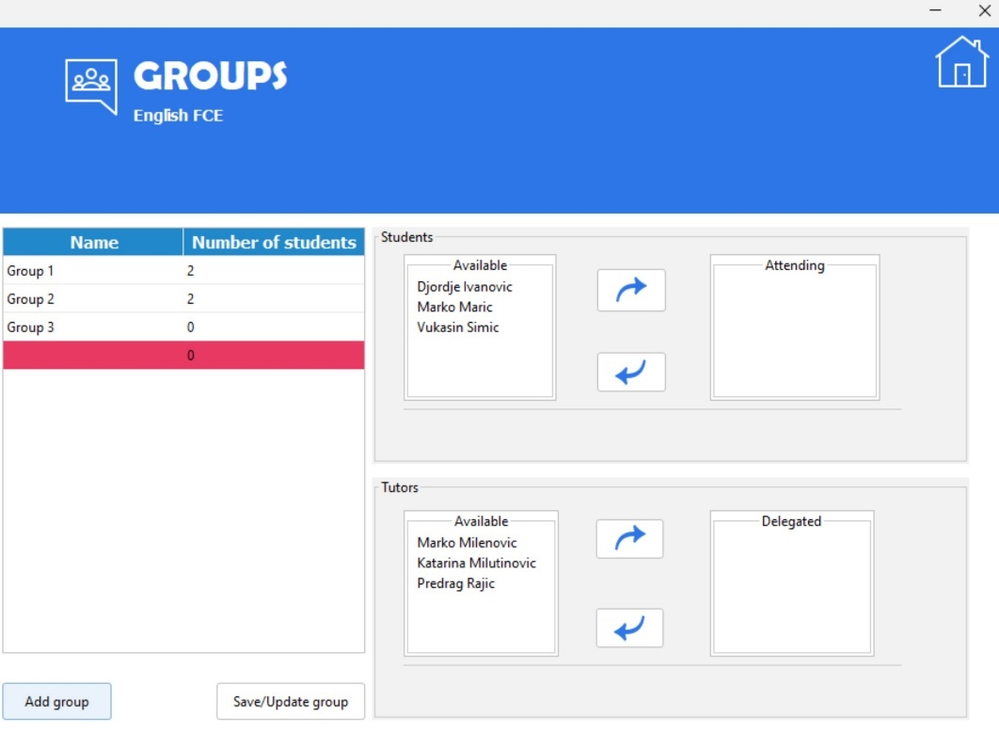 GROUPS
English FCE
Name Number of students
Group 1 2
Group 2 2
Group 3 0
0
Add group Save/Update group
Students
Available
Djordje Ivanovic
Marko Maric
Vukasin Simic
Attending
Tutors
Available
Marko Milenovic
Katarina Milutinovic
Predrag Rajic
Delegated